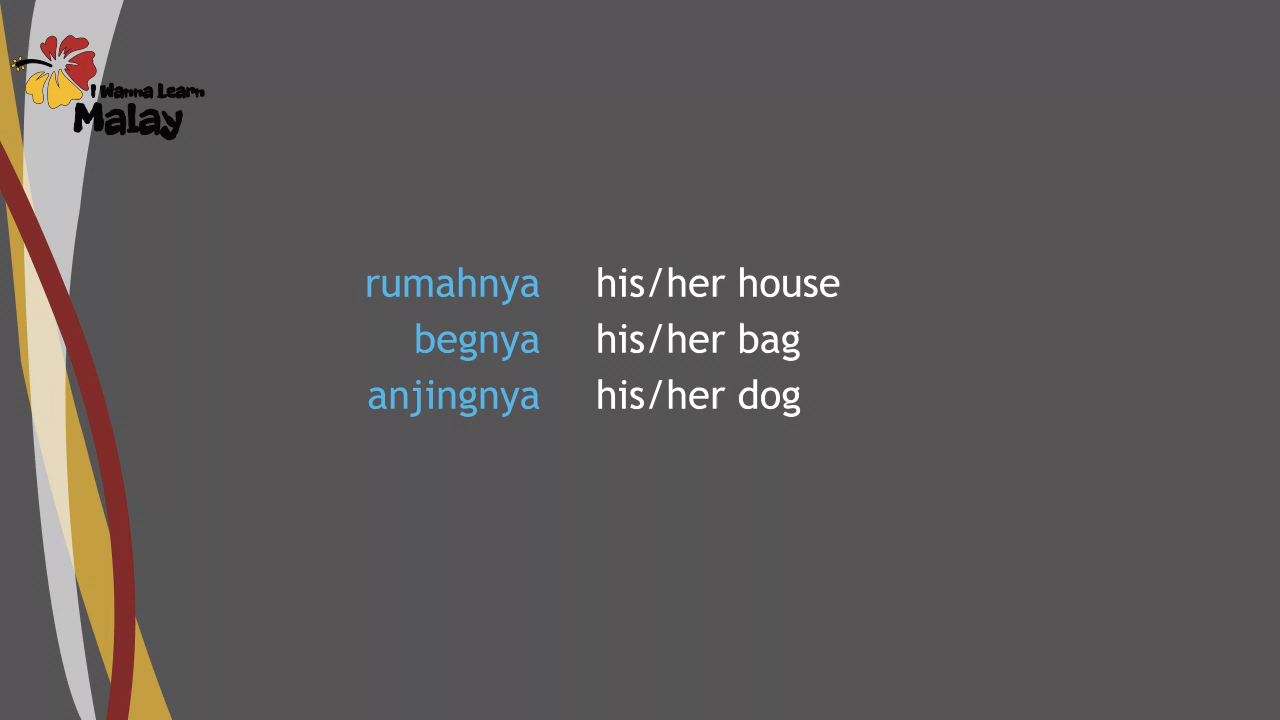 I Wanna Learn
Malay
rumahnya his/her house
begnya his/her bag
anjingnya his/her dog